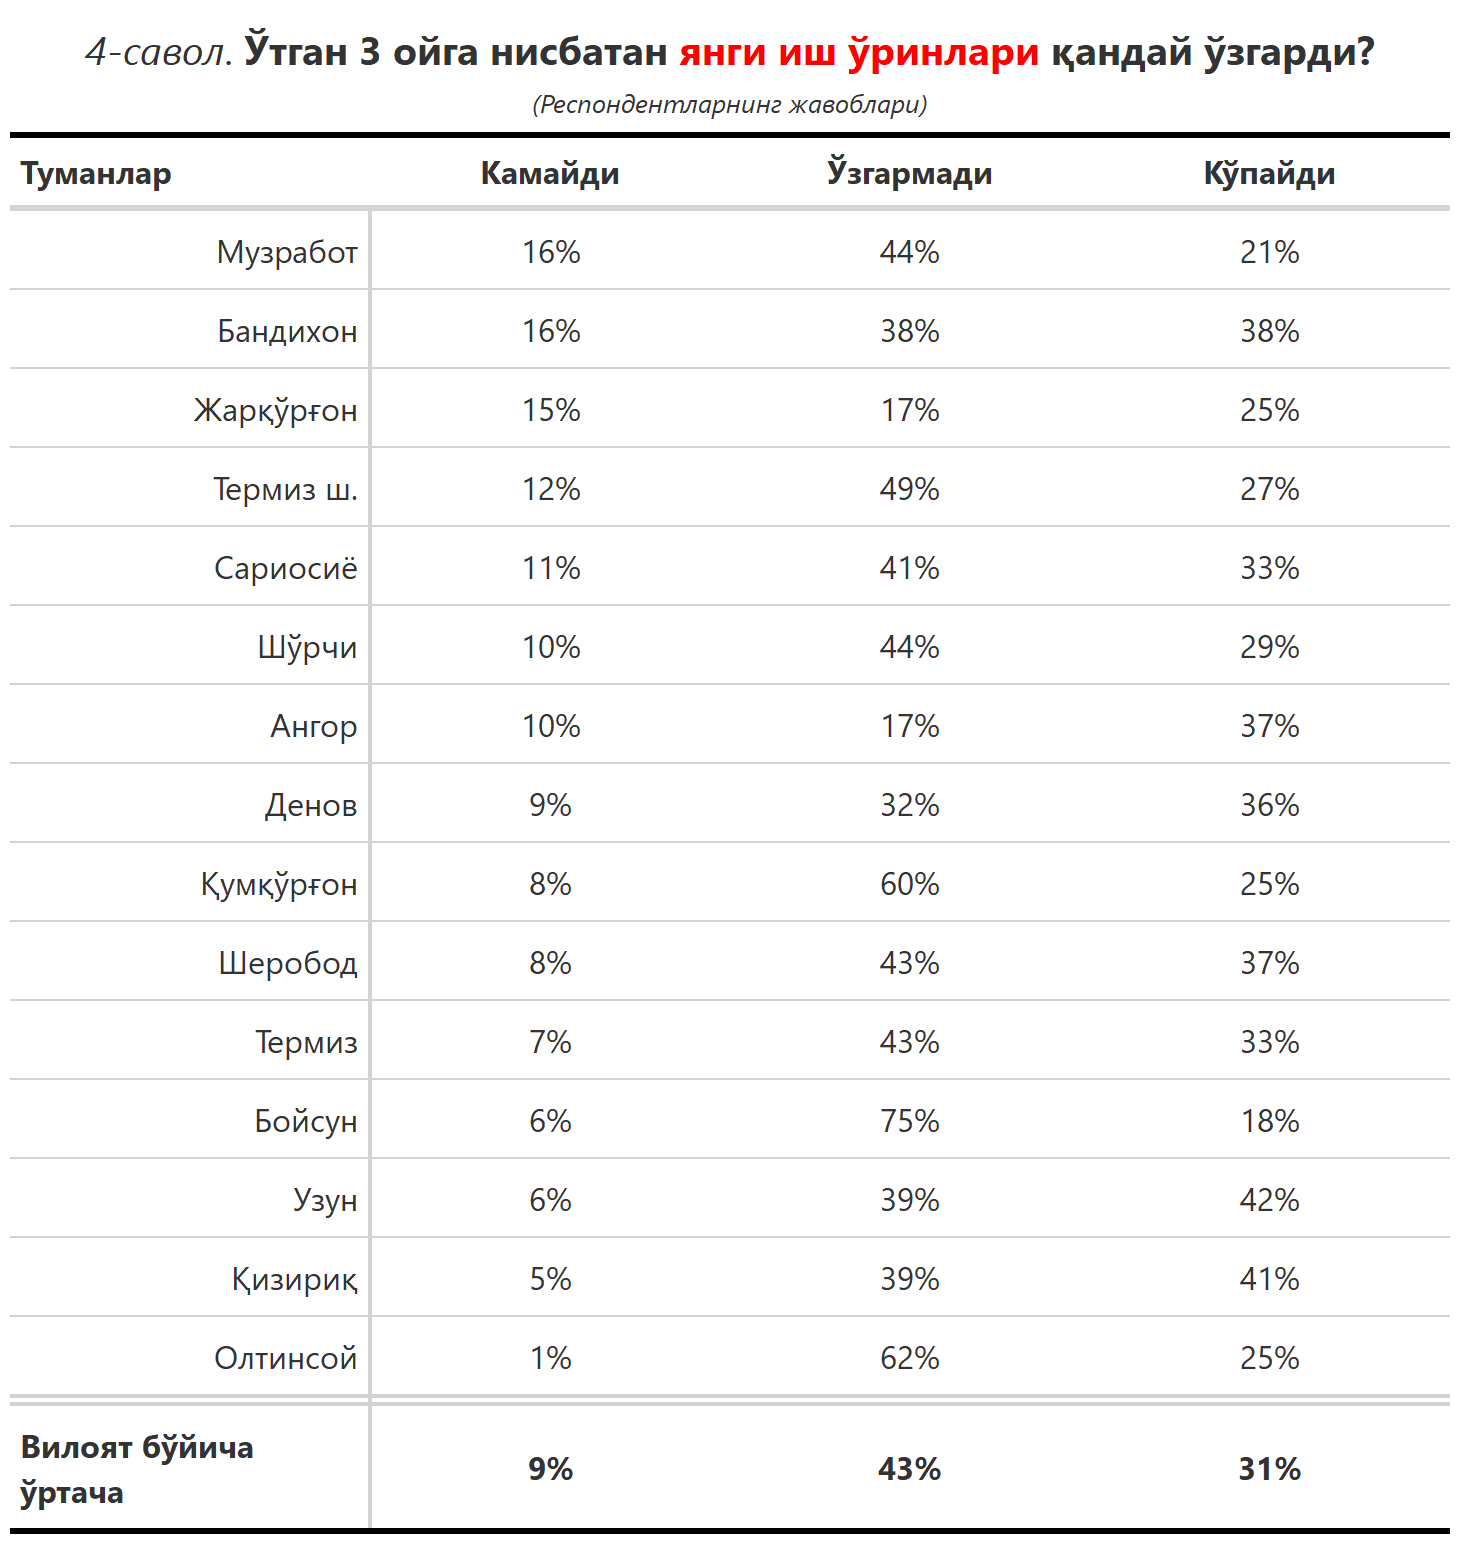 4-савол. Ўтган 3 ойга нисбатан янги иш ўринлари қандай ўзгарди?
(Респондентларнинг жавоблари)
Туманлар Камайди Ўзгармади Кўпайди
Музработ 16% 44% 21%
Бандихон 16% 38% 38%
Жарқўрғон 15% 17% 25%
Термиз ш. 12% 49% 27%
Сариосиё 11% 41% 33%
Шўрчи 10% 44% 29%
Ангор 10% 17% 37%
Денов 9% 32% 36%
Қумқўрғон 8% 60% 25%
Шеробод 8% 43% 37%
Термиз 7% 43% 33%
Бойсун 6% 75% 18%
Узун 6% 39% 42%
Қизириқ 5% 39% 41%
Олтинсой 1% 62% 25%
Вилоят бўйича
ўртача 9% 43% 31%